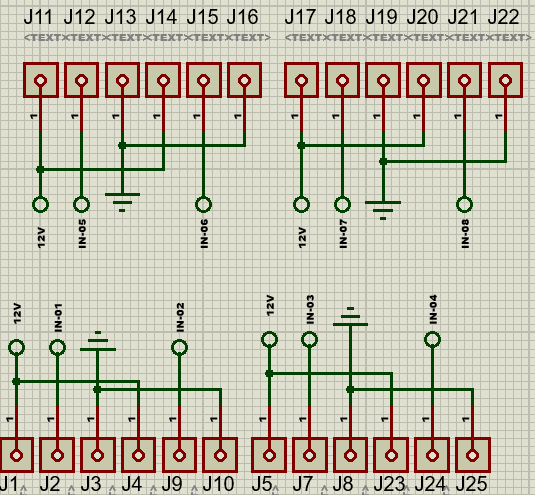 J11 J12 J13 J14 J15 J16 J17 J18 J19 J20 J21 J22
<TEXT> <TEXT> <TEXT> <TEXT> <TEXT> <TEXT> <TEXT> <TEXT> <TEXT> <TEXT> <TEXT> <TEXT>
1 1 1 1 1 1 1 1 1 1 1 1
12V IN-05 IN-06 12V IN-07 IN-08
12V IN-01 IN-02 12V IN-03 IN-04
1 1 1 1 1 1 1 1 1 1 1 1
J1 J2 J3 J4 J9 J10 J5 J7 J8 J23 J24 J25